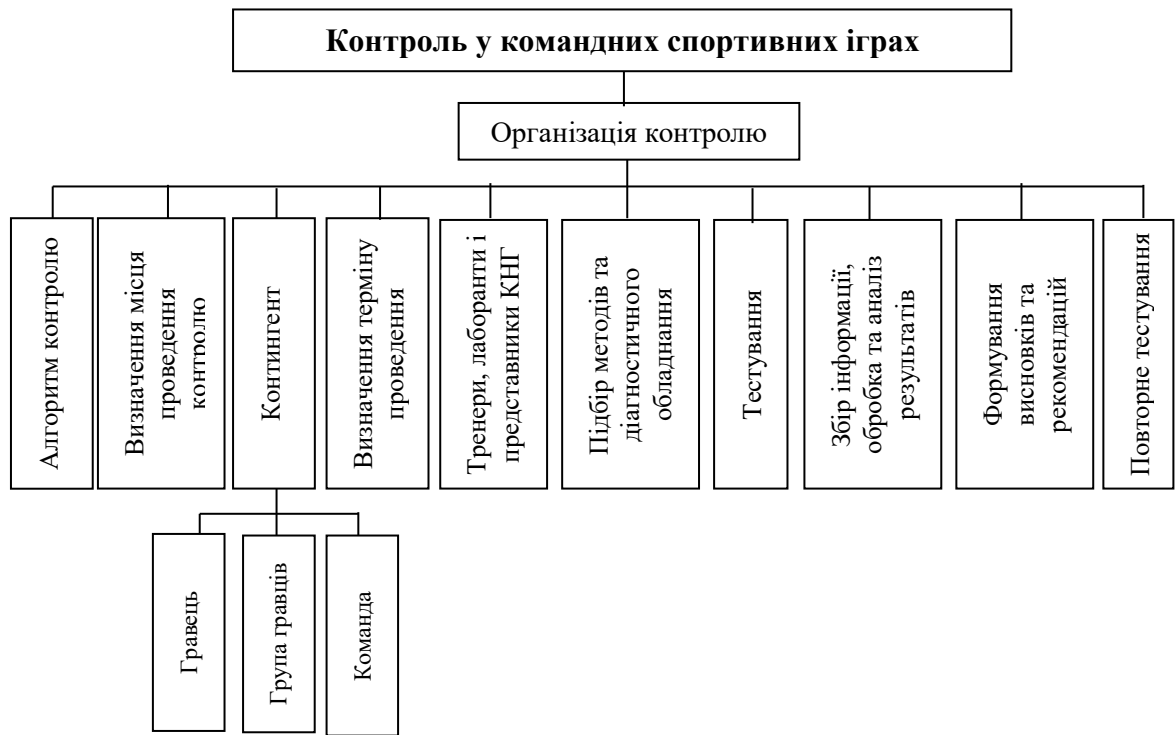 Контроль у командних спортивних іграх
Організація контролю
Алгоритм контролю
Визначення місця
проведення
контролю
Контингент
Визначення терміну
проведення
Тренери, лаборанти і
представники КНГ
Підбір методів та
діагностичного
обладнання
Тестування
Збір інформації,
обробка та аналіз
результатів
Формування
висновків та
рекомендацій
Повторне тестування
Гравець
Група гравців
Команда